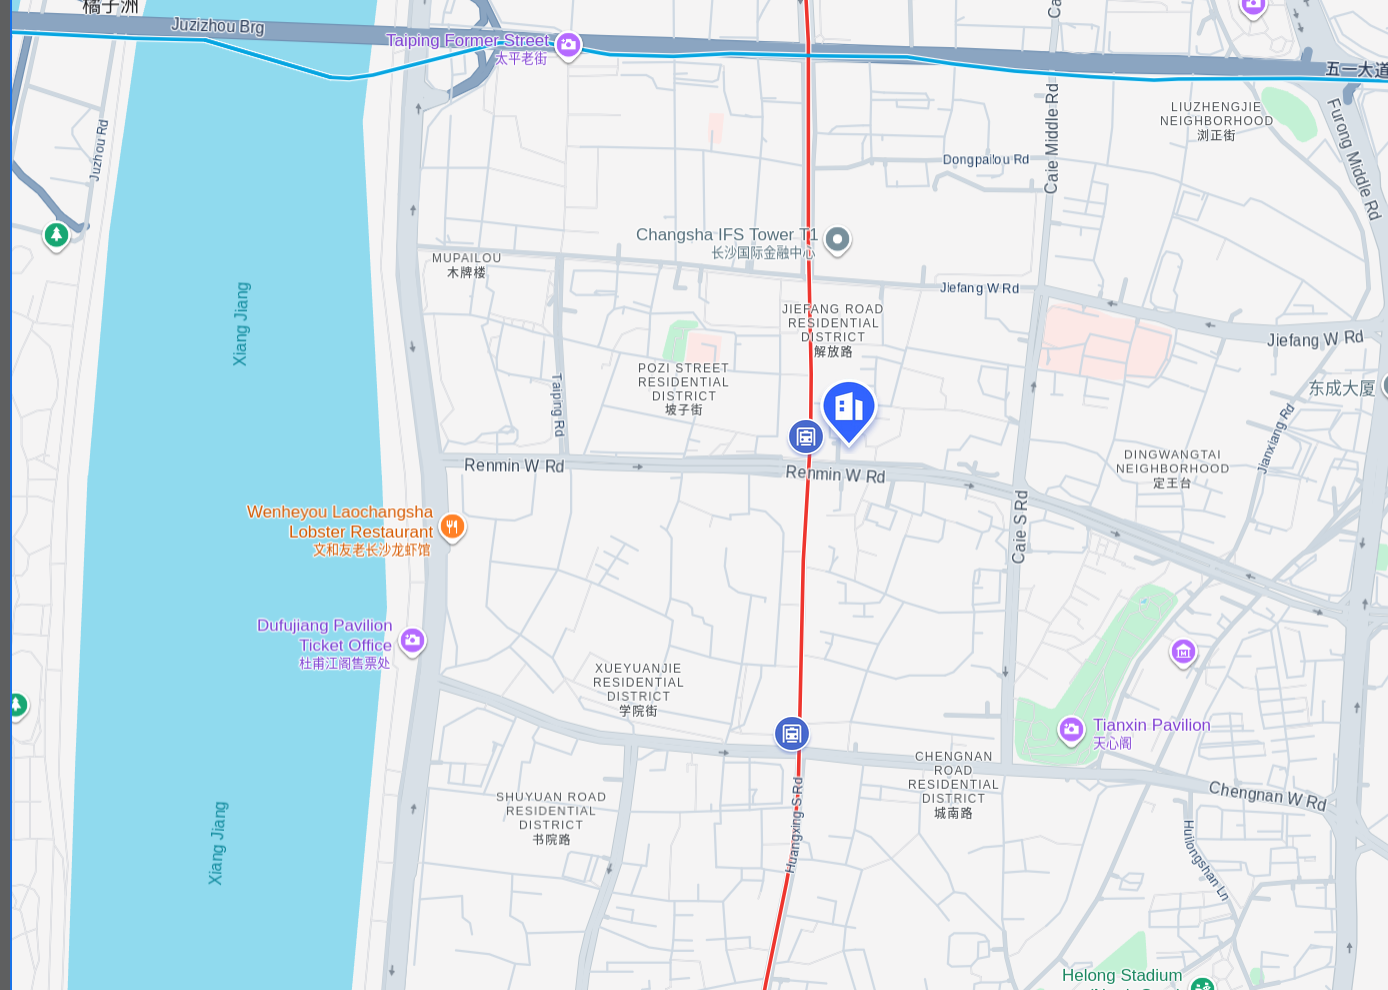 橘子洲
Juzizhou Brg
Taiping Former Street
太平老街
五一大道
Ca
LIUZHENGJIE
NEIGHBORHOOD
浏正街
Juzhou Rd
Caie Middle Rd
Furong Middle Rd
Dongpailou Rd
Changsha IFS Tower T1
长沙国际金融中心
MUPAILOU
木牌楼
Jiefang W Rd
Xiang Jiang
JIEFANG ROAD
RESIDENTIAL
DISTRICT
解放路
Jiefang W Rd
POZI STREET
RESIDENTIAL
DISTRICT
坡子街
东成大厦
Taiping Rd
Jianxiang Rd
Renmin W Rd
Renmin W Rd
DINGWANGTAI
NEIGHBORHOOD
定王台
Caie S Rd
Wenheyou Laochangsha
Lobster Restaurant
文和友老长沙龙虾馆
Dufujiang Pavilion
Ticket Office
杜甫江阁售票处
XUEYUANJIE
RESIDENTIAL
DISTRICT
学院街
Tianxin Pavilion
天心阁
CHENGNAN
ROAD
RESIDENTIAL
DISTRICT
城南路
Chengnan W Rd
SHUYUAN ROAD
RESIDENTIAL
DISTRICT
书院路
Huangxing S Rd
Xiang Jiang
Huilongshan Ln
Helong Stadium